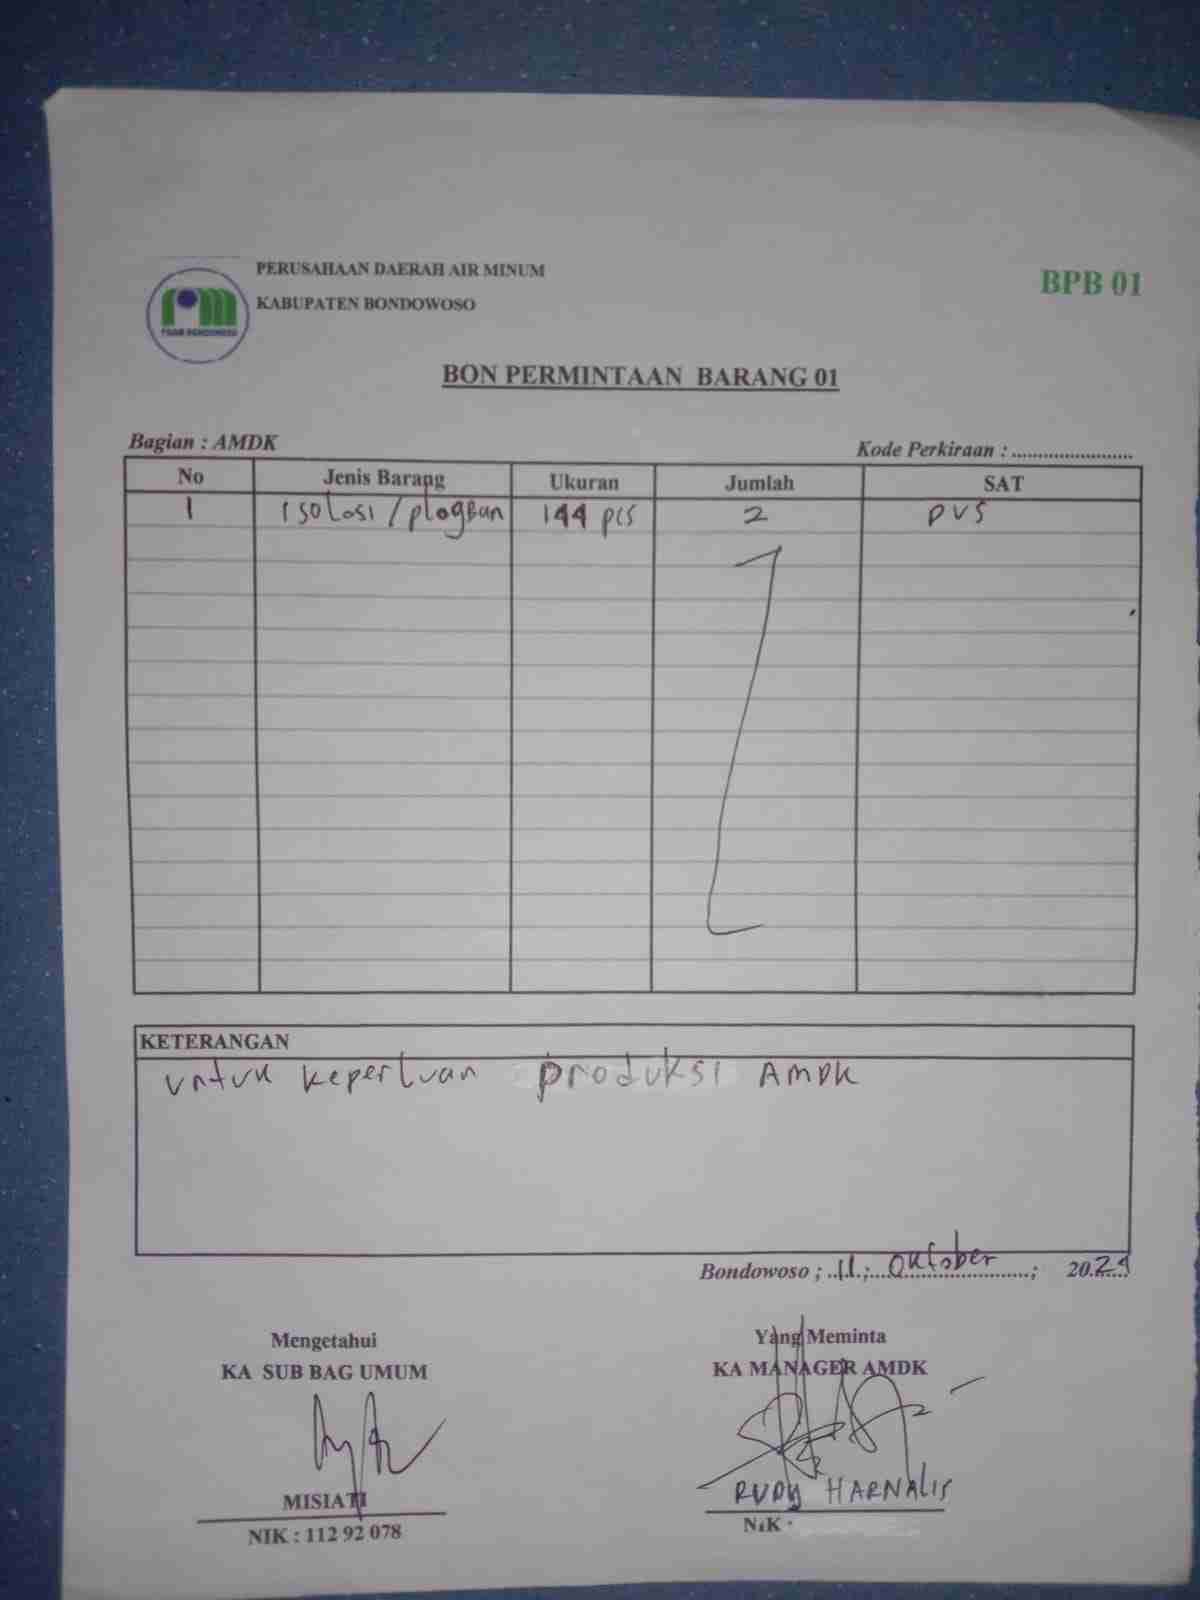 PERUSAHAAN DAERAH AIR MINUM
KABUPATEN BONDOWOSO
BPB 01
PDAM BONDOWOSO
BON PERMINTAAN BARANG 01
Bagian : AMDK
Kode Perkiraan : .......................
No Jenis Barang Ukuran Jumlah SAT
1 Isolasi / plogban 144 pcs 2 pvs
KETERANGAN
untuk keperluan produksi AMDK
Bondowoso ; 11 ; Oktober ; 2024
Mengetahui
KA SUB BAG UMUM
MISIATI
NIK : 112 92 078
Yang Meminta
KA MANAGER AMDK
RUDY HARNALIS
NIK